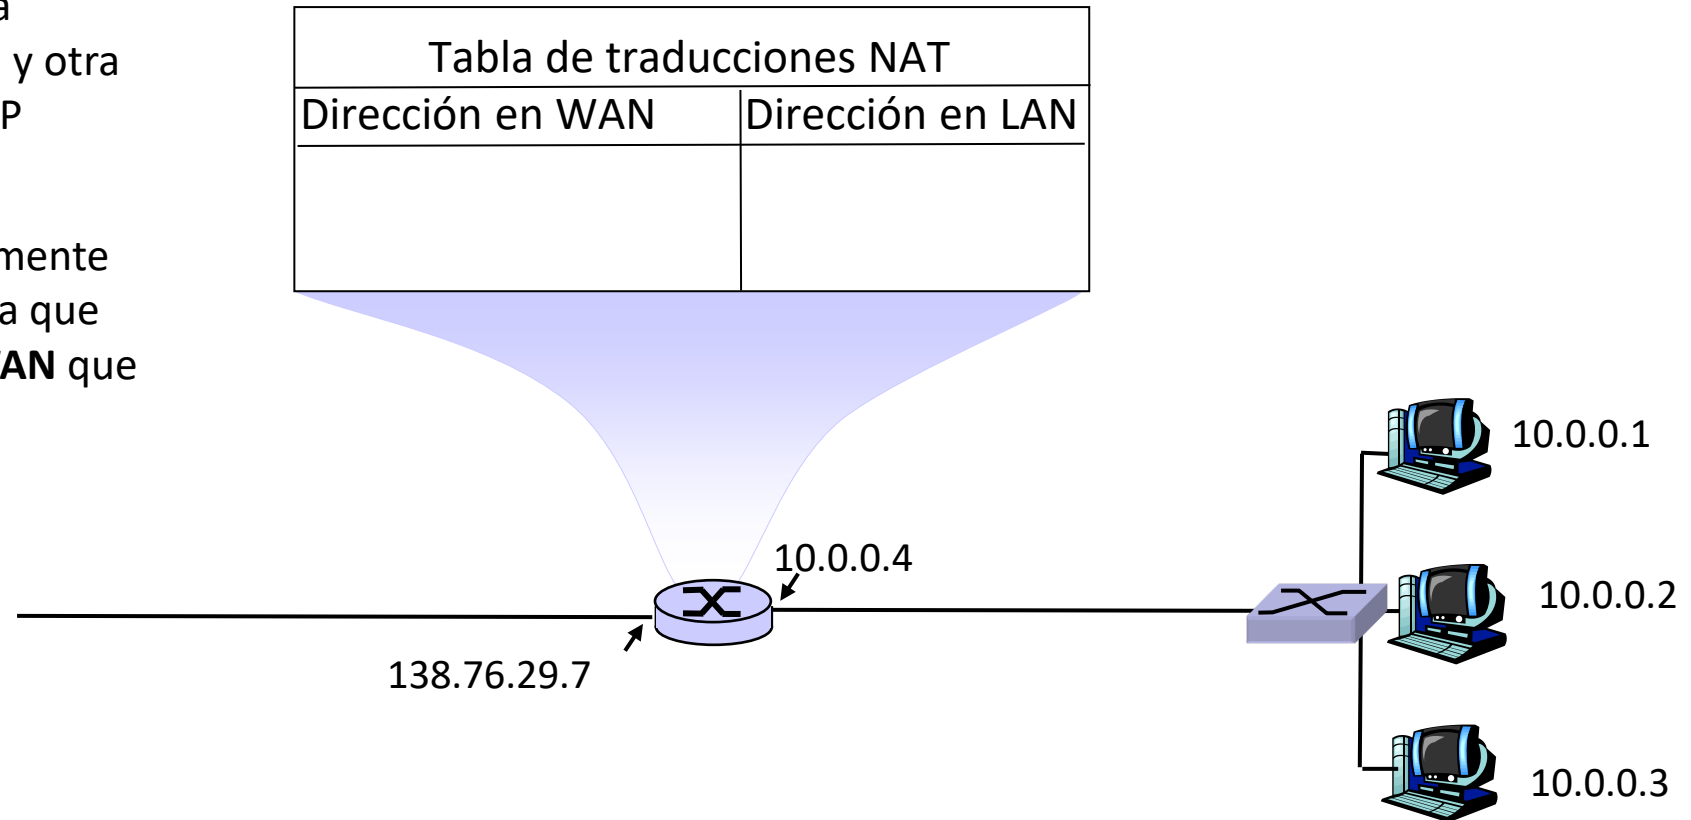 a
y otra
P
mente
a que
que
Tabla de traducciones NAT
Dirección en WAN
Dirección en LAN
10.0.0.1
10.0.0.4
10.0.0.2
138.76.29.7
10.0.0.3